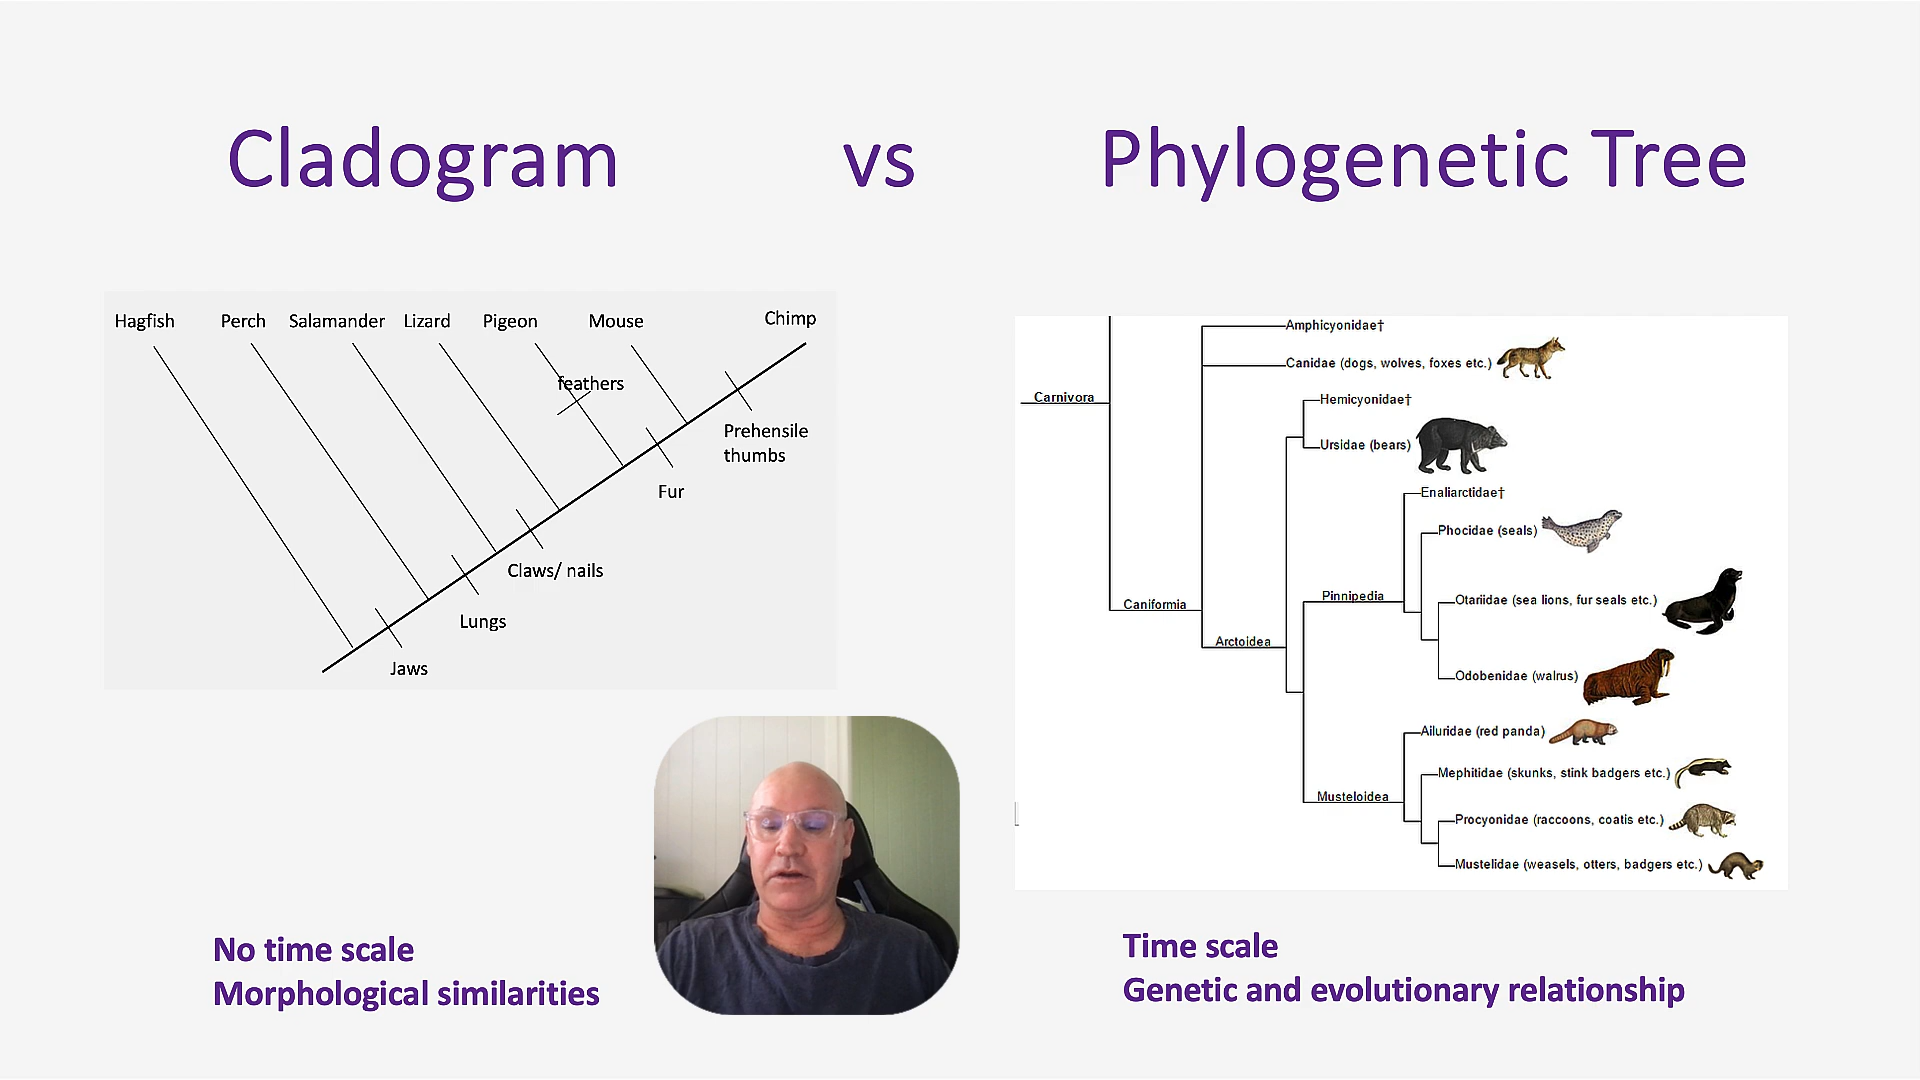 Cladogram vs Phylogenetic Tree
Hagfish Perch Salamander Lizard Pigeon Mouse Chimp
feathers
Prehensile
thumbs
Fur
Claws/ nails
Lungs
Jaws
No time scale
Morphological similarities
Amphicyonidae†
Canidae (dogs, wolves, foxes etc.)
Carnivora
Hemicyonidae†
Ursidae (bears)
Enaliarctidae†
Phocidae (seals)
Pinnipedia
Otariidae (sea lions, fur seals etc.)
Caniformia
Arctoidea
Odobenidae (walrus)
Ailuridae (red panda)
Mephitidae (skunks, stink badgers etc.)
Musteloidea
Procyonidae (raccoons, coatis etc.)
Mustelidae (weasels, otters, badgers etc.)
Time scale
Genetic and evolutionary relationship